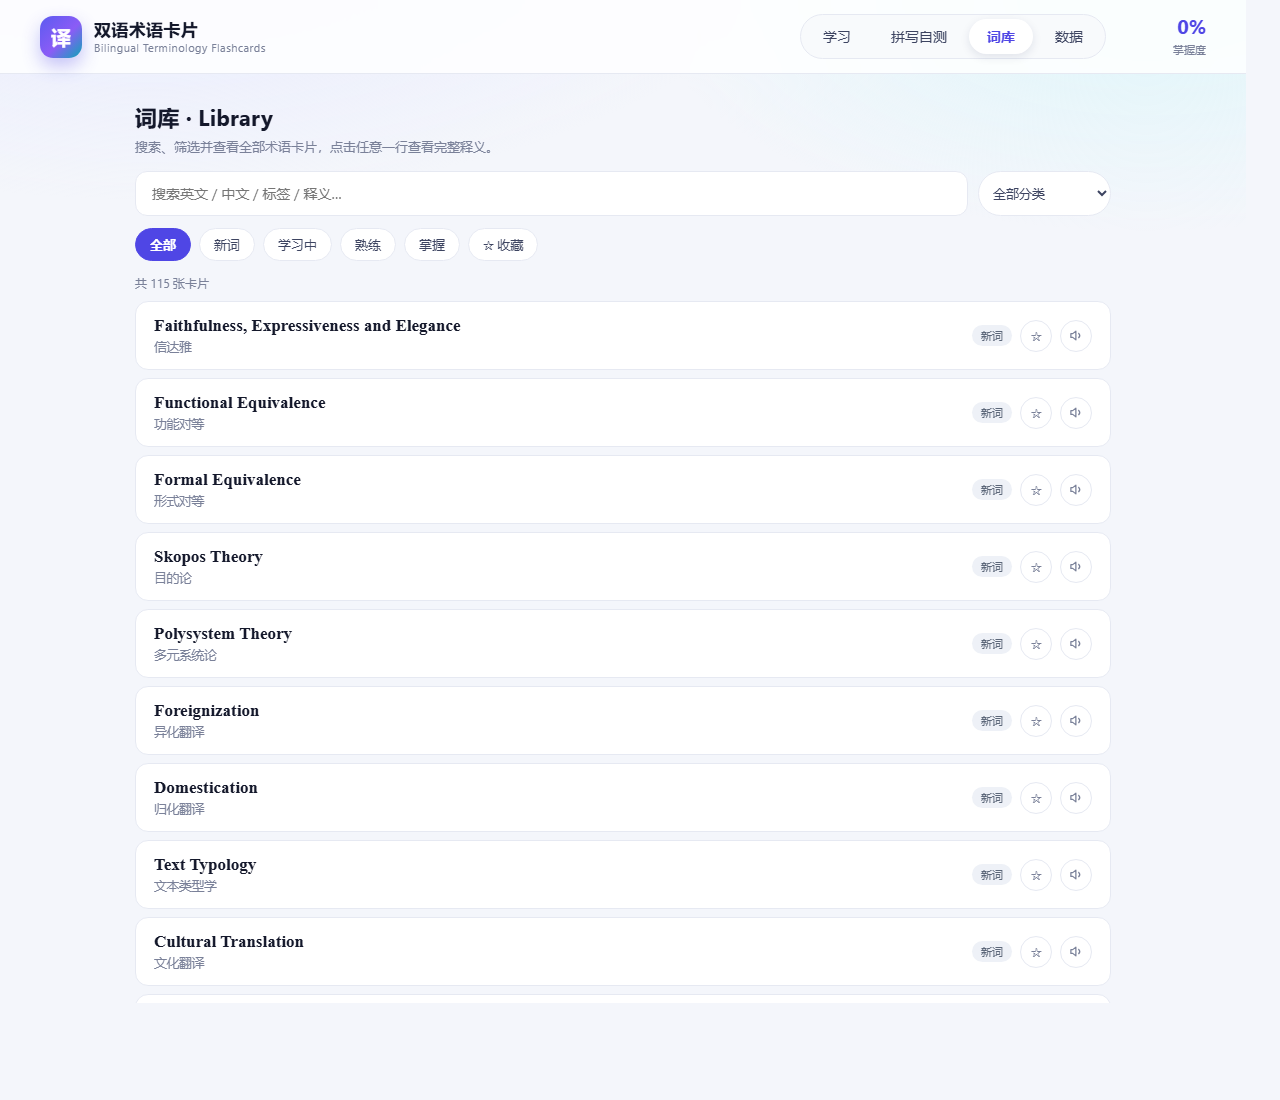 译
双语术语卡片
Bilingual Terminology Flashcards
学习
拼写自测
词库
数据
0%
掌握度
词库 · Library
搜索、筛选并查看全部术语卡片，点击任意一行查看完整释义。
搜索英文 / 中文 / 标签 / 释义...
全部分类
全部
新词
学习中
熟练
掌握
☆ 收藏
共 115 张卡片
Faithfulness, Expressiveness and Elegance
信达雅
新词
☆
Functional Equivalence
功能对等
新词
☆
Formal Equivalence
形式对等
新词
☆
Skopos Theory
目的论
新词
☆
Polysystem Theory
多元系统论
新词
☆
Foreignization
异化翻译
新词
☆
Domestication
归化翻译
新词
☆
Text Typology
文本类型学
新词
☆
Cultural Translation
文化翻译
新词
☆